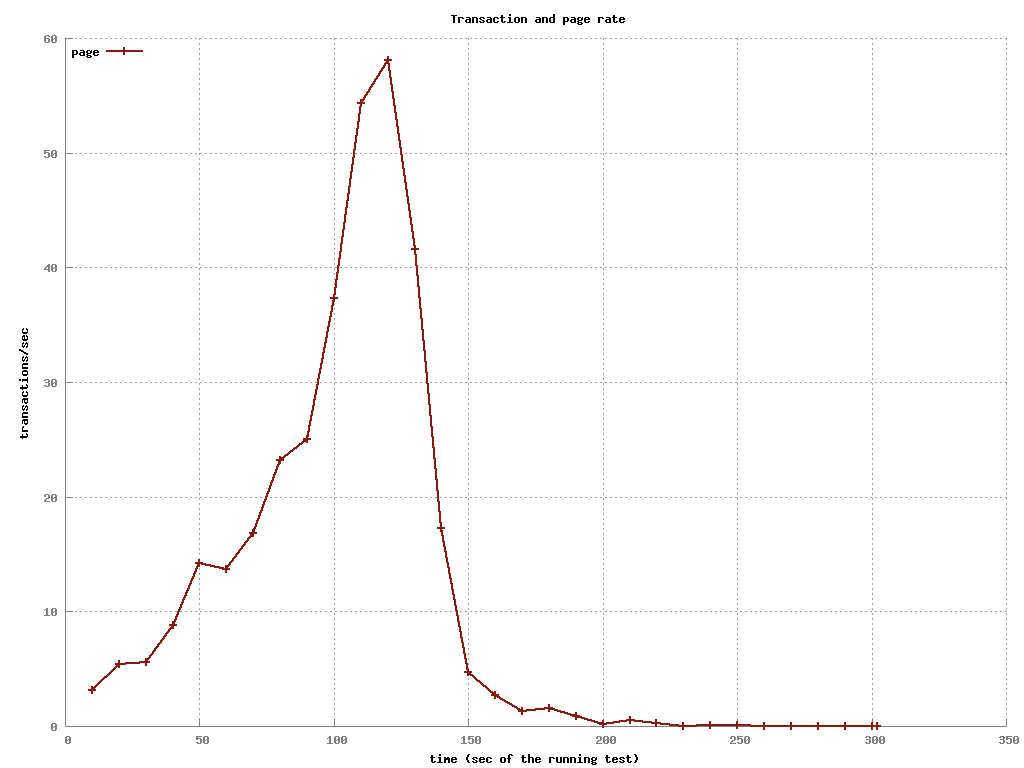 Transaction and page rate
page
60
50
40
30
20
10
0
transactions/sec
0 50 100 150 200 250 300 350
time (sec of the running test)